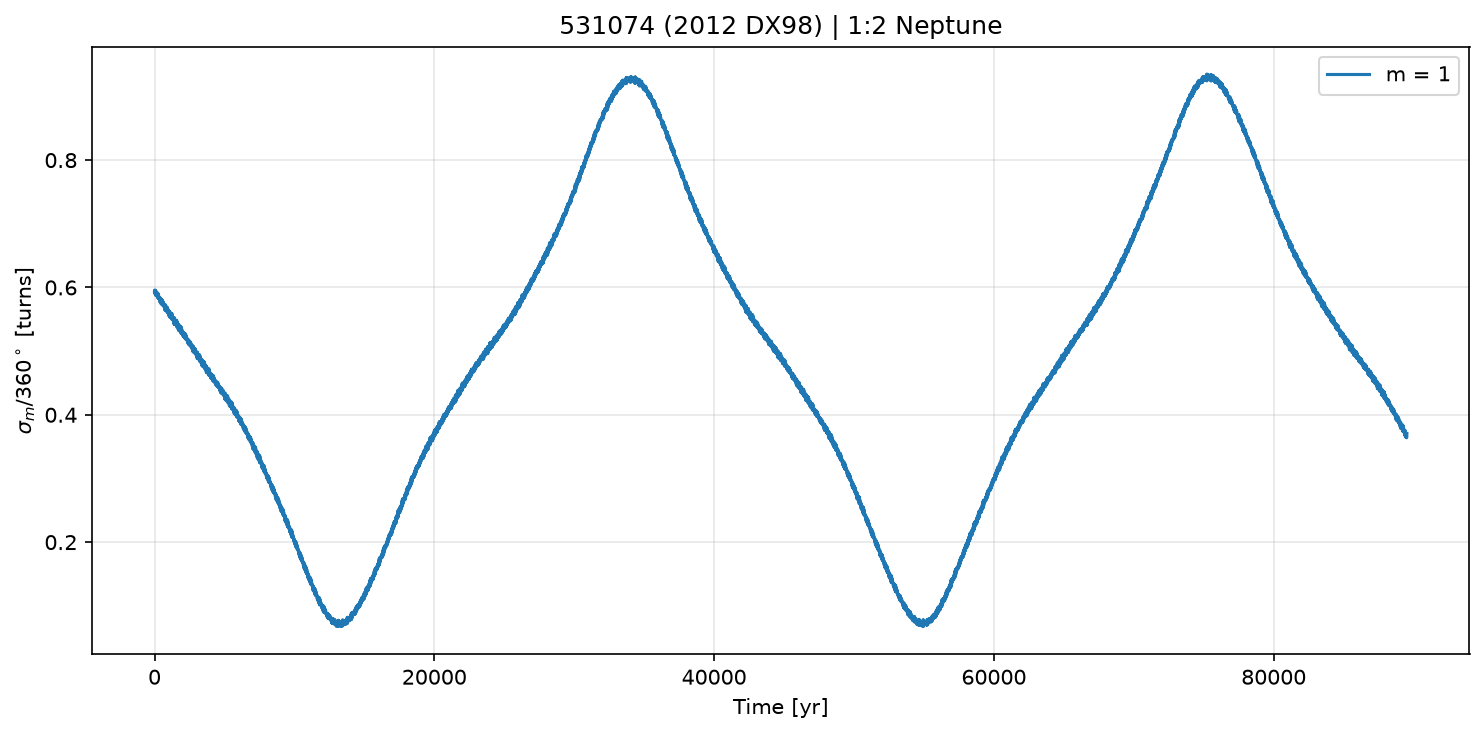 531074 (2012 DX98) | 1:2 Neptune
m = 1
σₘ/360° [turns]
0.8
0.6
0.4
0.2
0 20000 40000 60000 80000
Time [yr]